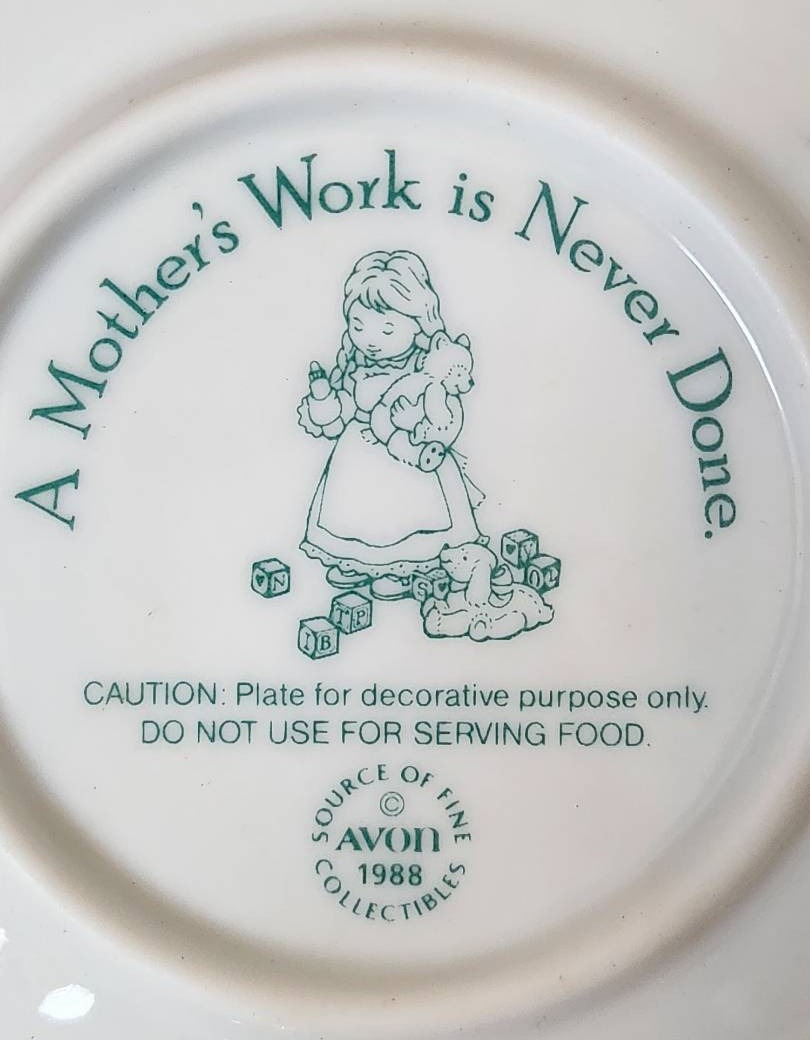 A Mother's Work is Never Done.
N
T P
I B
S
V
CAUTION: Plate for decorative purpose only.
DO NOT USE FOR SERVING FOOD.
SOURCE OF FINE
©
AVON
1988
COLLECTIBLES